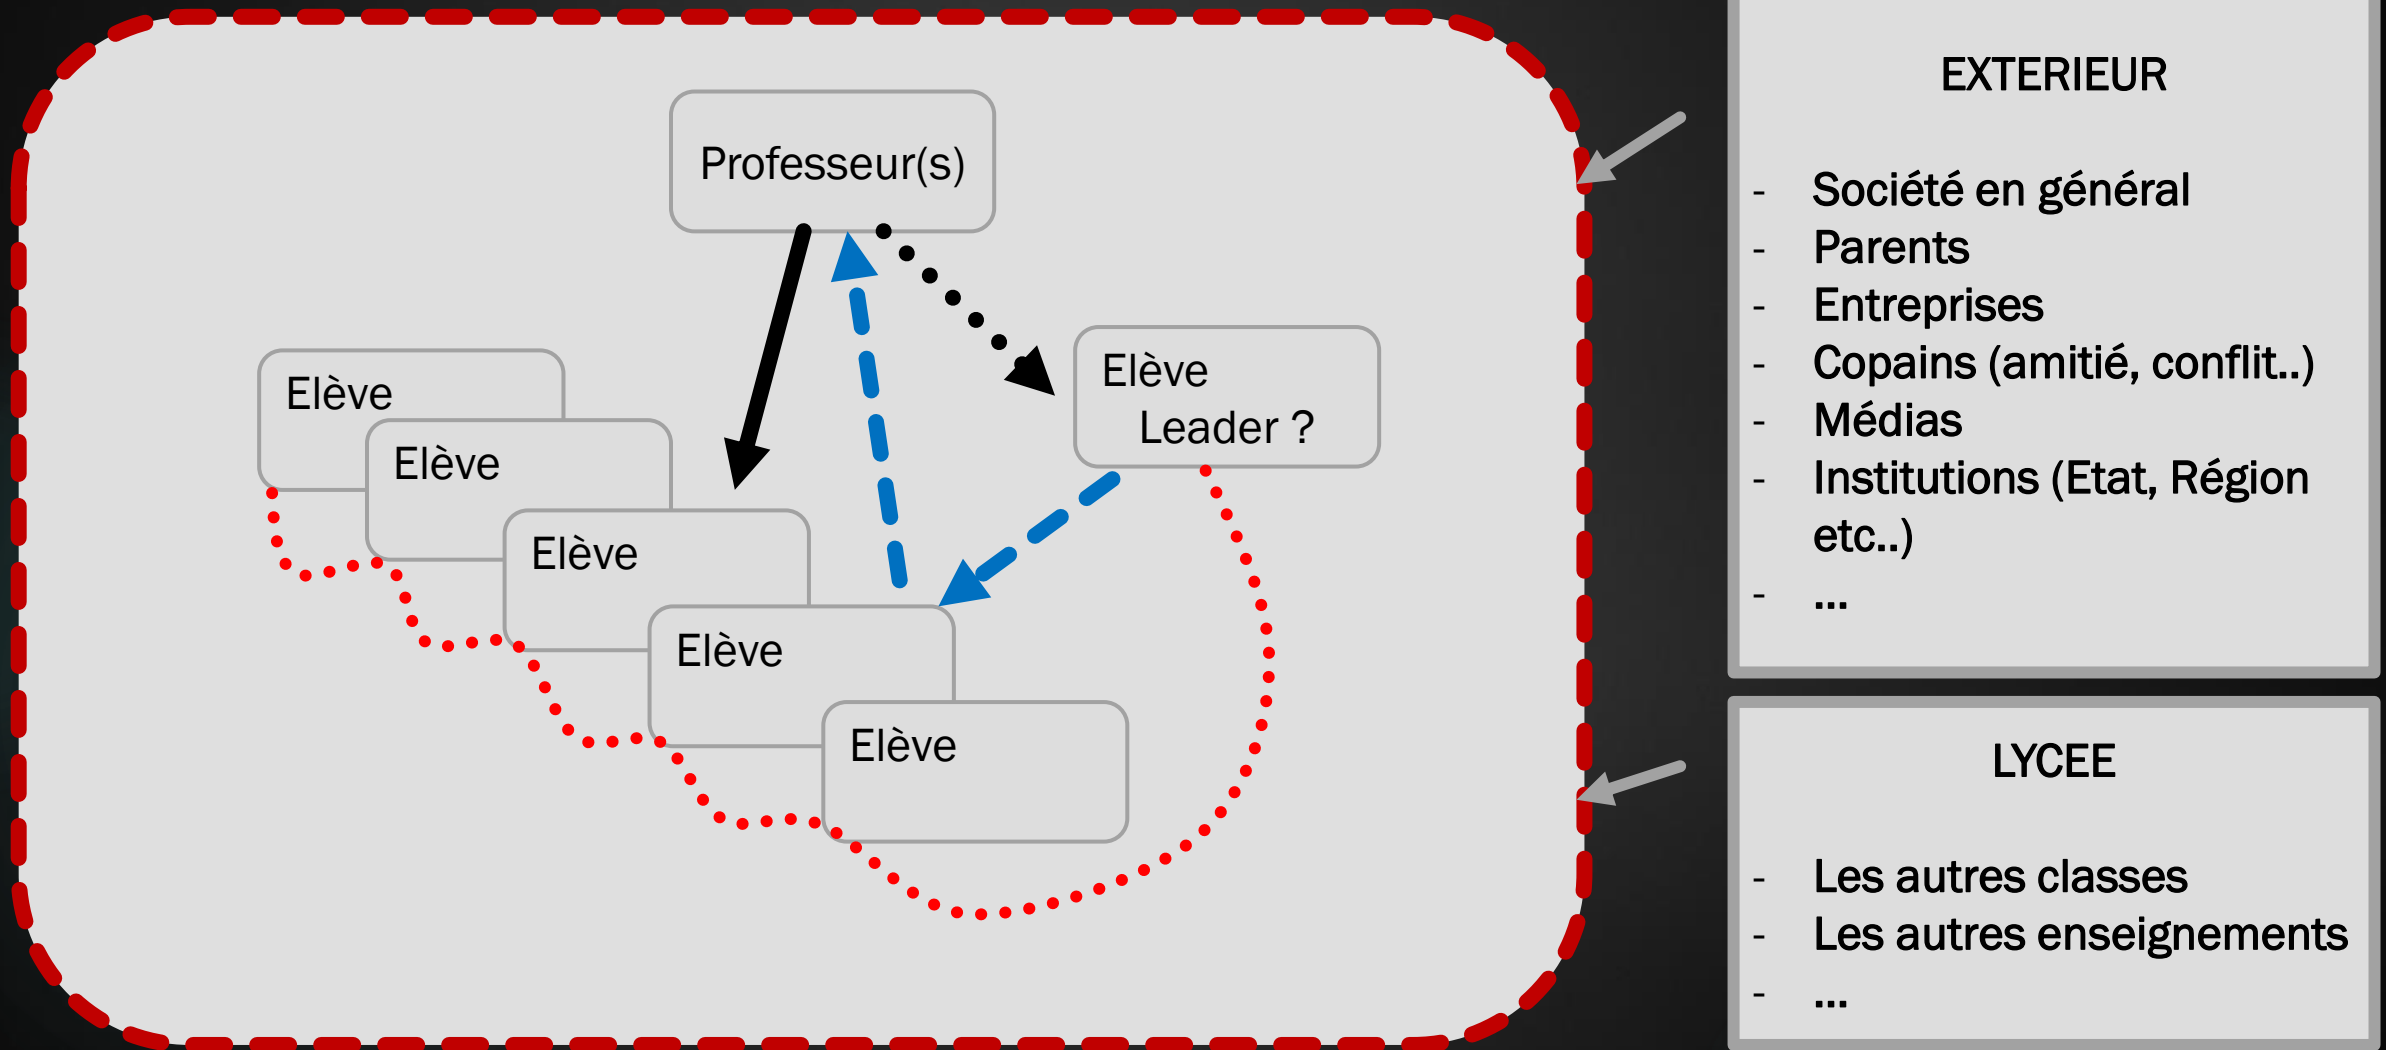 Professeur(s)
Elève
Leader ?
Elève
Elève
Elève
Elève
Elève
EXTERIEUR
- Société en général
- Parents
- Entreprises
- Copains (amitié, conflit..)
- Médias
- Institutions (Etat, Région
etc..)
- ...
LYCEE
- Les autres classes
- Les autres enseignements
- ...